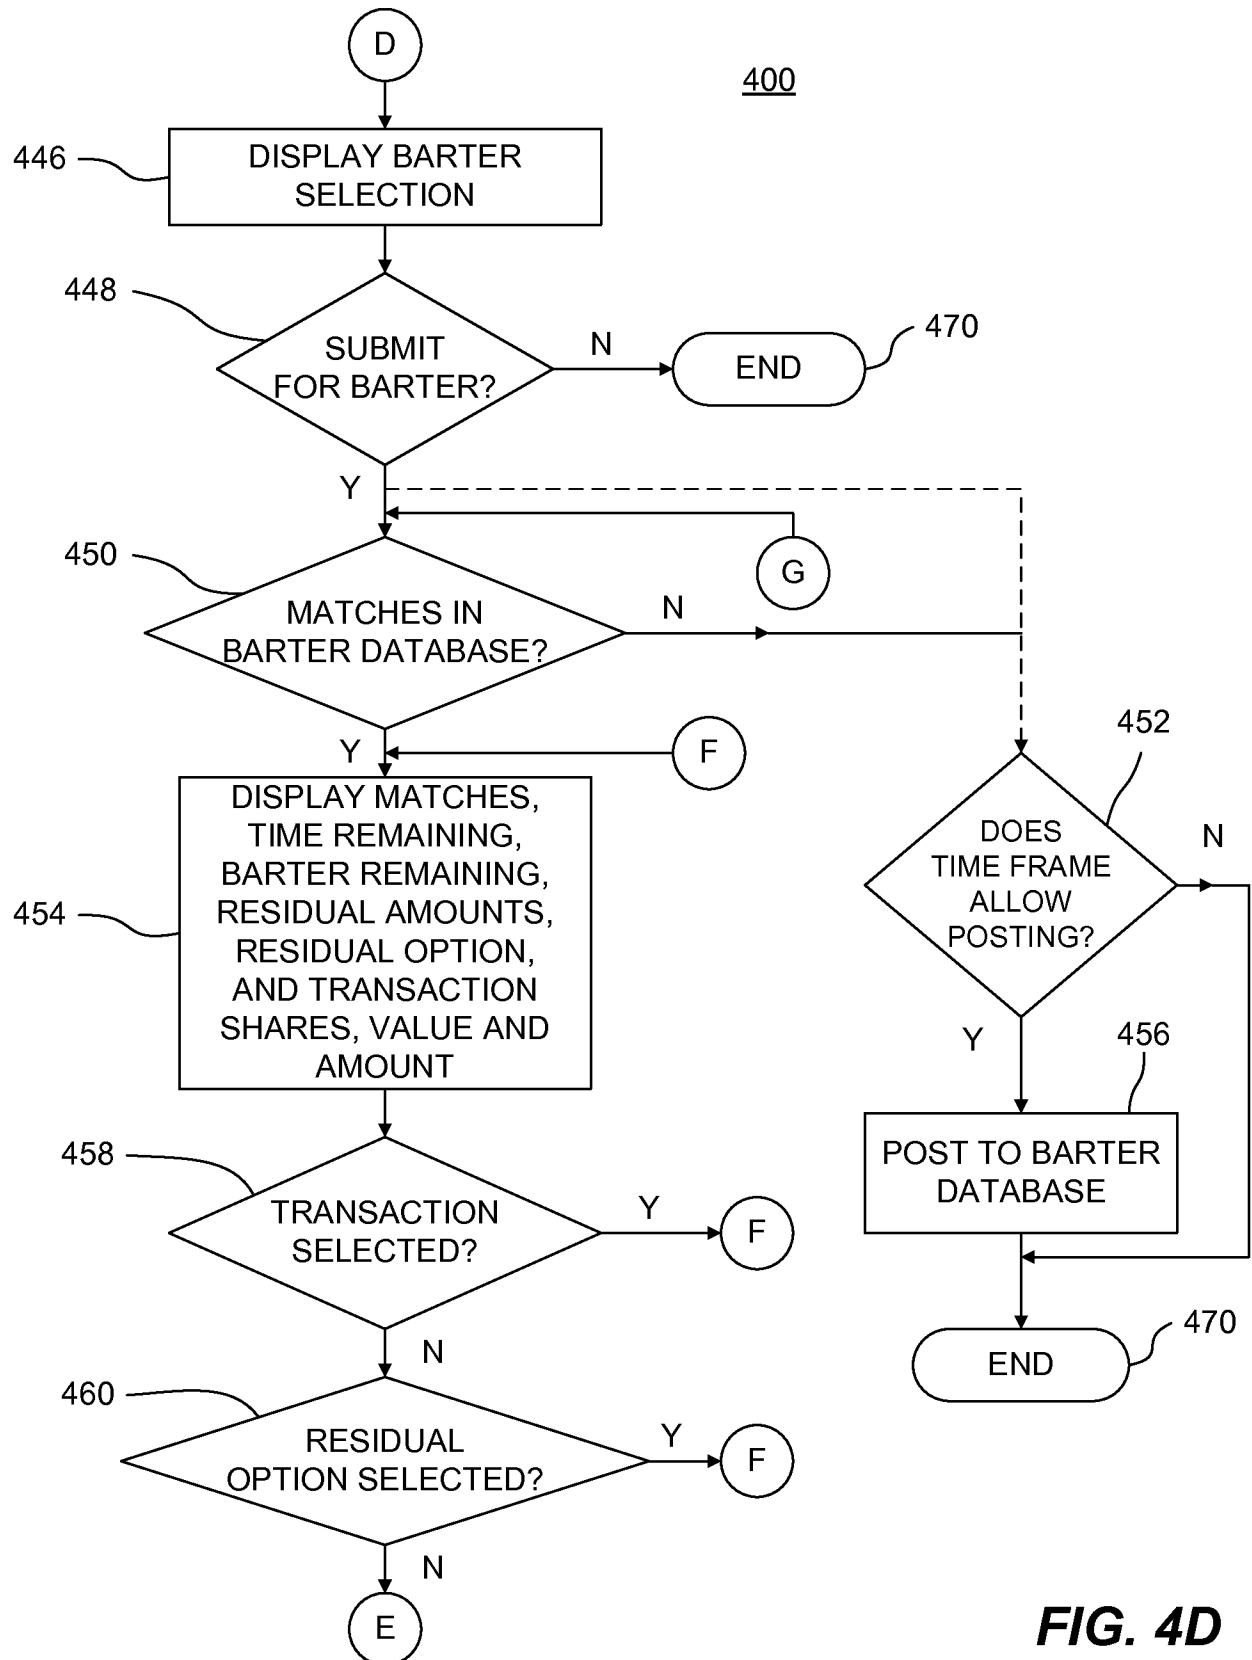 D
400
446
DISPLAY BARTER
SELECTION
448
SUBMIT
FOR BARTER?
N
END
470
Y
450
G
MATCHES IN
BARTER DATABASE?
N
Y
F
452
DISPLAY MATCHES,
TIME REMAINING,
BARTER REMAINING,
RESIDUAL AMOUNTS,
RESIDUAL OPTION,
AND TRANSACTION
SHARES, VALUE AND
AMOUNT
454
DOES
TIME FRAME
ALLOW
POSTING?
N
Y
456
POST TO BARTER
DATABASE
458
TRANSACTION
SELECTED?
Y
F
N
END
470
460
RESIDUAL
OPTION SELECTED?
Y
F
N
E
FIG. 4D